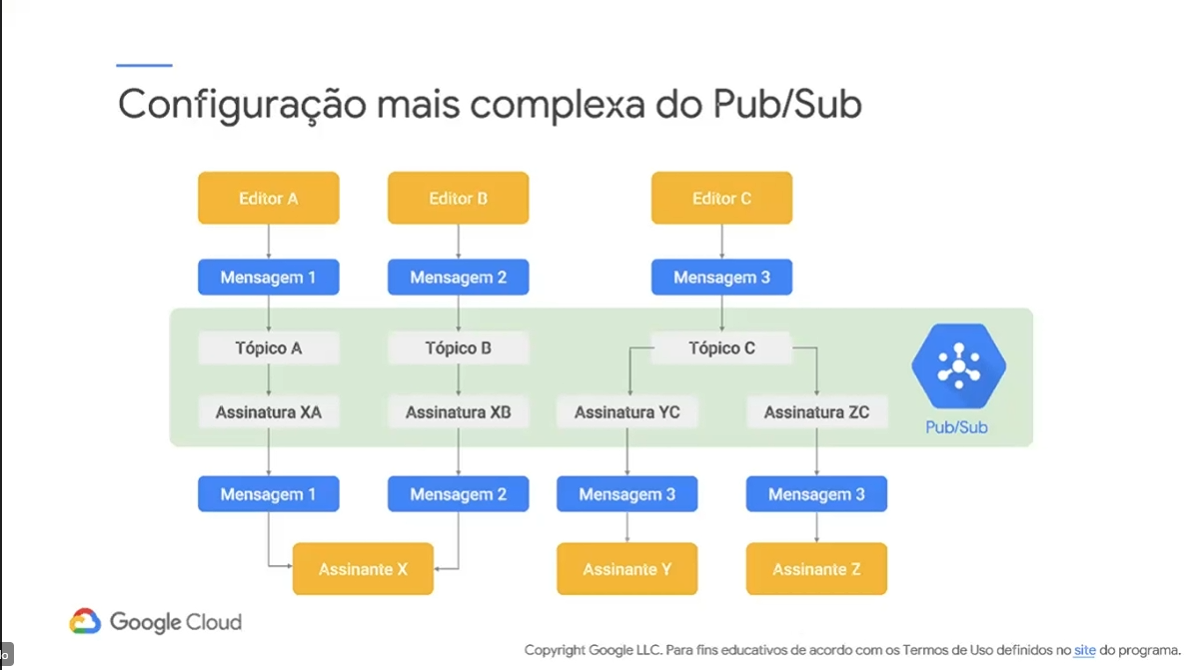 Configuração mais complexa do Pub/Sub
Editor A
Editor B
Editor C
Mensagem 1
Mensagem 2
Mensagem 3
Tópico A
Tópico B
Tópico C
Assinatura XA
Assinatura XB
Assinatura YC
Assinatura ZC
Pub/Sub
Mensagem 1
Mensagem 2
Mensagem 3
Mensagem 3
Assinante X
Assinante Y
Assinante Z
Google Cloud
Copyright Google LLC. Para fins educativos de acordo com os Termos de Uso definidos no site do programa.